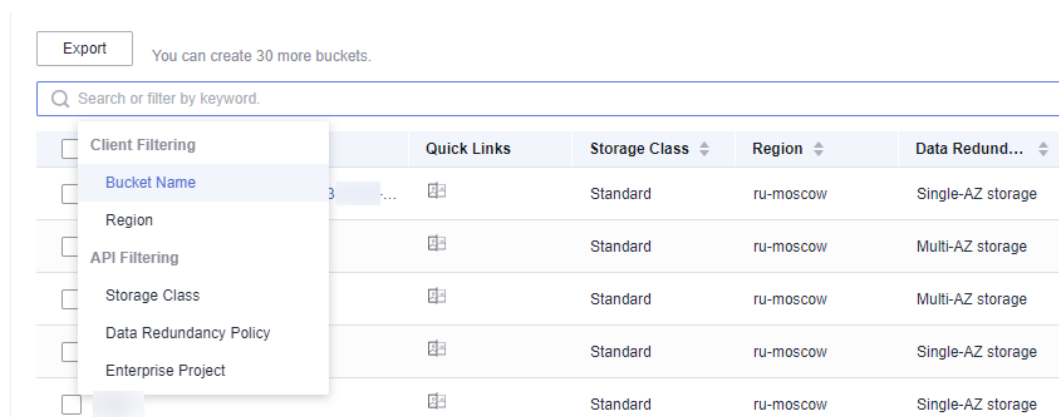 Export
You can create 30 more buckets.
Search or filter by keyword.
Client Filtering
Quick Links Storage Class Region Data Redund...
Bucket Name
3 -...
Standard ru-moscow Single-AZ storage
Region
API Filtering
Standard ru-moscow Multi-AZ storage
Storage Class
Standard ru-moscow Multi-AZ storage
Data Redundancy Policy
Standard ru-moscow Single-AZ storage
Enterprise Project
Standard ru-moscow Single-AZ storage